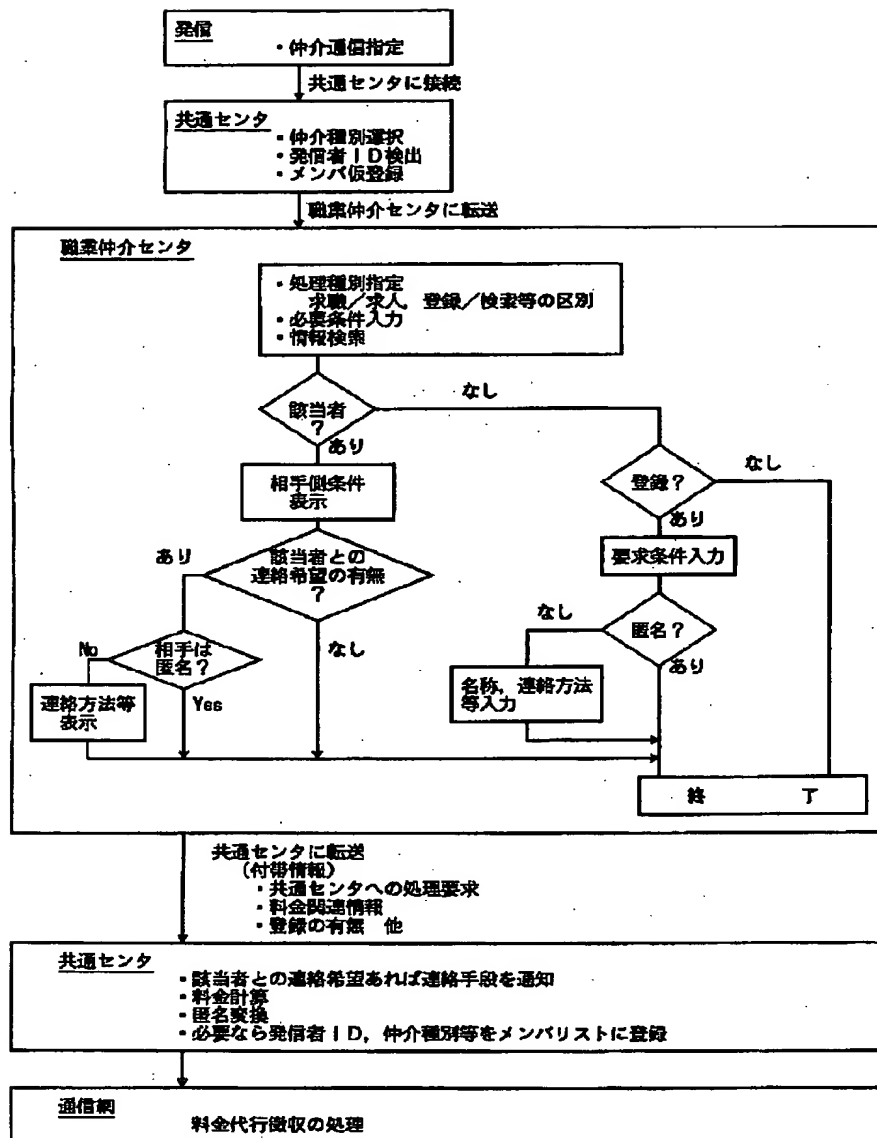 発信
・仲介通信指定
共通センタに接続
共通センタ
・仲介種別選択
・発信者ID検出
・メンバ仮登録
職業仲介センタに転送
職業仲介センタ
・処理種別指定
求職／求人，登録／検索等の区別
・必要条件入力
・情報検索
該当者
?
なし
あり
相手側条件
表示
登録?
なし
あり
要求条件入力
該当者との
連絡希望の有無
?
あり
なし
匿名?
なし
あり
相手は
匿名?
No
Yes
連絡方法等
表示
名称，連絡方法
等入力
終 了
共通センタに転送
(付帯情報)
・共通センタへの処理要求
・料金関連情報
・登録の有無 他
共通センタ
・該当者との連絡希望あれば連絡手段を通知
・料金計算
・匿名変換
・必要なら発信者ID，仲介種別等をメンバリストに登録
通信網
料金代行徴収の処理